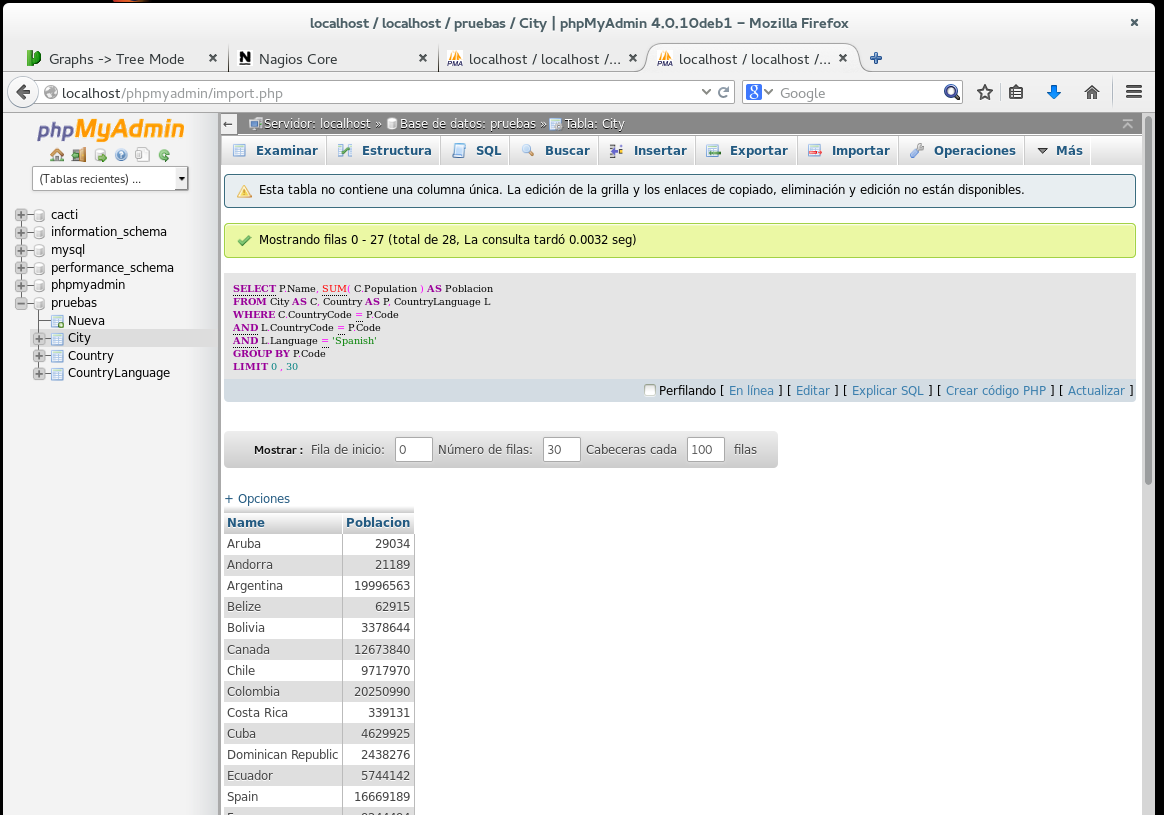 localhost / localhost / pruebas / City | phpMyAdmin 4.0.10deb1 – Mozilla Firefox
Graphs -> Tree Mode
Nagios Core
localhost / localhost /...
localhost / localhost /...
localhost/phpmyadmin/import.php
Google
phpMyAdmin
(Tablas recientes) ...
cacti
information_schema
mysql
performance_schema
phpmyadmin
pruebas
Nueva
City
Country
CountryLanguage
Servidor: localhost » Base de datos: pruebas » Tabla: City
Examinar Estructura SQL Buscar Insertar Exportar Importar Operaciones Más
Esta tabla no contiene una columna única. La edición de la grilla y los enlaces de copiado, eliminación y edición no están disponibles.
Mostrando filas 0 - 27 (total de 28, La consulta tardó 0.0032 seg)
SELECT P.Name, SUM( C.Population ) AS Poblacion
FROM City AS C, Country AS P, CountryLanguage L
WHERE C.CountryCode = P.Code
AND L.CountryCode = P.Code
AND L.Language = 'Spanish'
GROUP BY P.Code
LIMIT 0 , 30
Perfilando [ En línea ] [ Editar ] [ Explicar SQL ] [ Crear código PHP ] [ Actualizar ]
Mostrar : Fila de inicio: 0 Número de filas: 30 Cabeceras cada 100 filas
+ Opciones
Name Poblacion
Aruba 29034
Andorra 21189
Argentina 19996563
Belize 62915
Bolivia 3378644
Canada 12673840
Chile 9717970
Colombia 20250990
Costa Rica 339131
Cuba 4629925
Dominican Republic 2438276
Ecuador 5744142
Spain 16669189